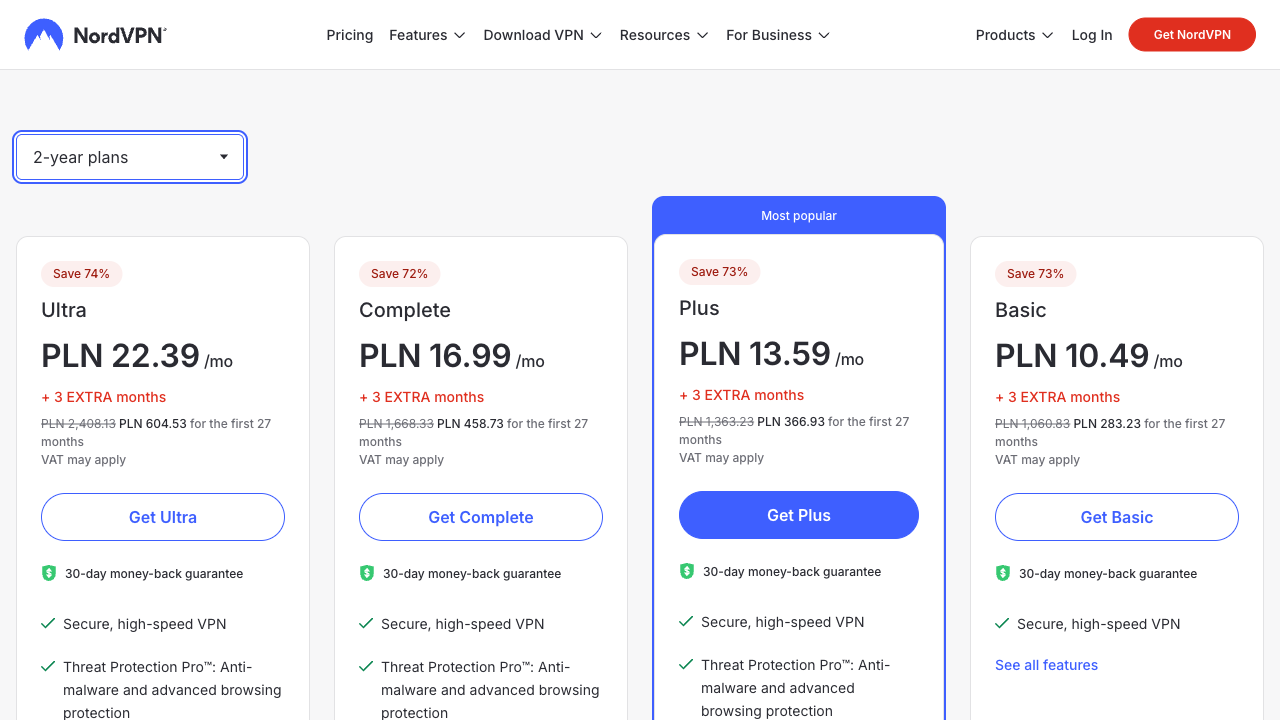 NordVPN®
Pricing
Features
Download VPN
Resources
For Business
Products
Log In
Get NordVPN
2-year plans
Save 74%
Ultra
PLN 22.39 /mo
+ 3 EXTRA months
PLN 2,408.13 PLN 604.53 for the first 27
months
VAT may apply
Get Ultra
30-day money-back guarantee
Secure, high-speed VPN
Threat Protection Pro™: Anti-
malware and advanced browsing
protection
Save 72%
Complete
PLN 16.99 /mo
+ 3 EXTRA months
PLN 1,668.33 PLN 458.73 for the first 27
months
VAT may apply
Get Complete
30-day money-back guarantee
Secure, high-speed VPN
Threat Protection Pro™: Anti-
malware and advanced browsing
protection
Most popular
Save 73%
Plus
PLN 13.59 /mo
+ 3 EXTRA months
PLN 1,363.23 PLN 366.93 for the first 27
months
VAT may apply
Get Plus
30-day money-back guarantee
Secure, high-speed VPN
Threat Protection Pro™: Anti-
malware and advanced
browsing protection
Save 73%
Basic
PLN 10.49 /mo
+ 3 EXTRA months
PLN 1,060.83 PLN 283.23 for the first 27
months
VAT may apply
Get Basic
30-day money-back guarantee
Secure, high-speed VPN
See all features